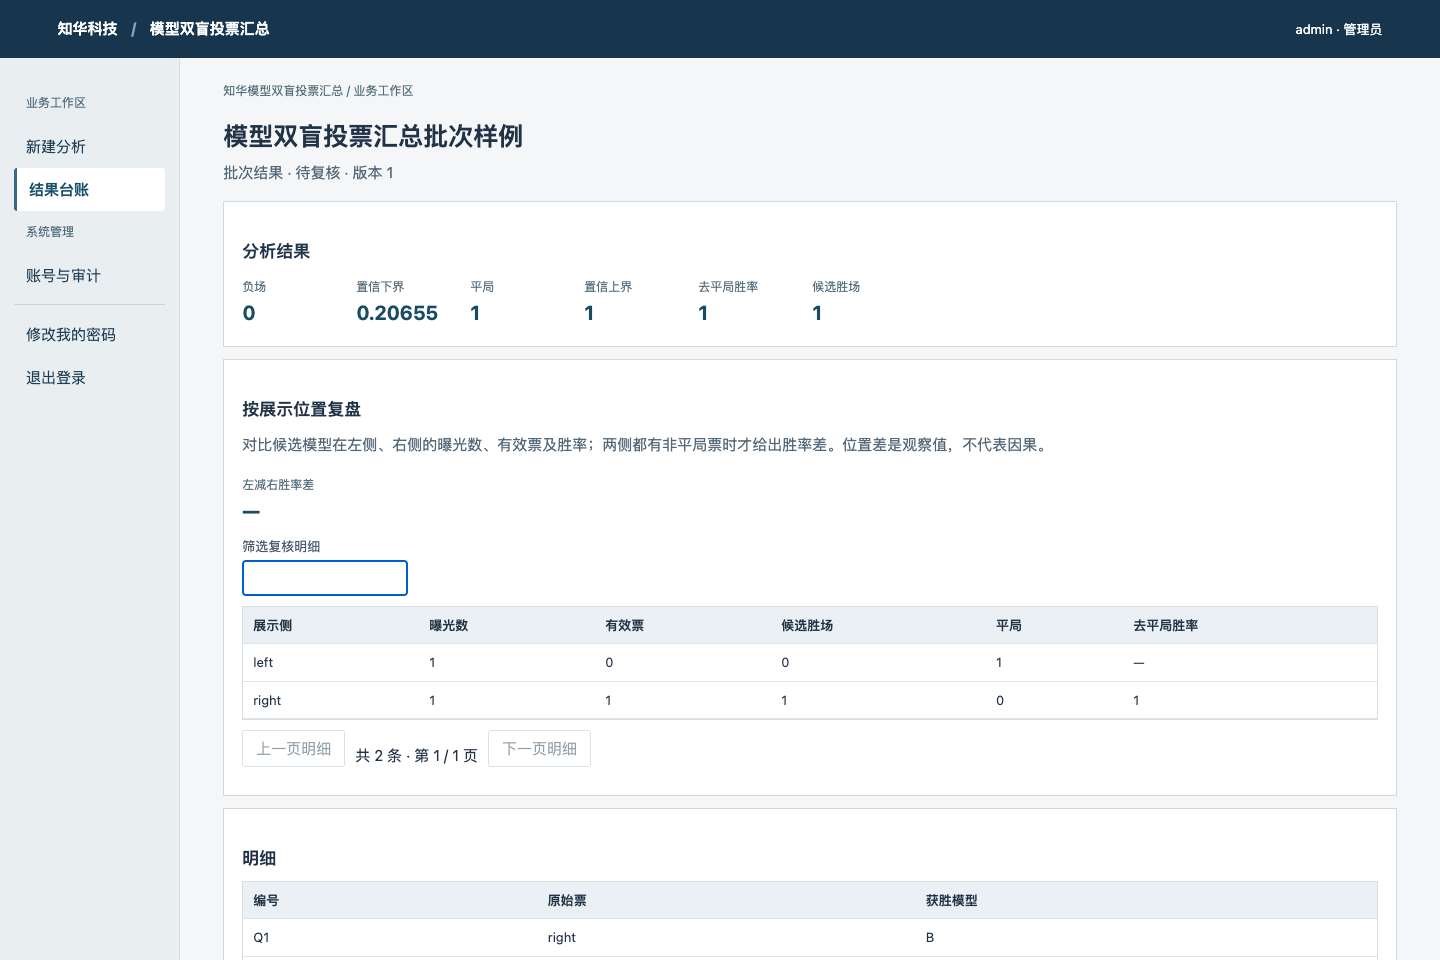 知华科技 / 模型双盲投票汇总
admin · 管理员
业务工作区
新建分析
结果台账
系统管理
账号与审计
修改我的密码
退出登录
知华模型双盲投票汇总 / 业务工作区
模型双盲投票汇总批次样例
批次结果 · 待复核 · 版本 1
分析结果
负场 置信下界 平局 置信上界 去平局胜率 候选胜场
0 0.20655 1 1 1 1
按展示位置复盘
对比候选模型在左侧、右侧的曝光数、有效票及胜率；两侧都有非平局票时才给出胜率差。位置差是观察值，不代表因果。
左减右胜率差
—
筛选复核明细
展示侧 曝光数 有效票 候选胜场 平局 去平局胜率
left 1 0 0 1 —
right 1 1 1 0 1
上一页明细 共 2 条 · 第 1 / 1 页 下一页明细
明细
编号 原始票 获胜模型
Q1 right B